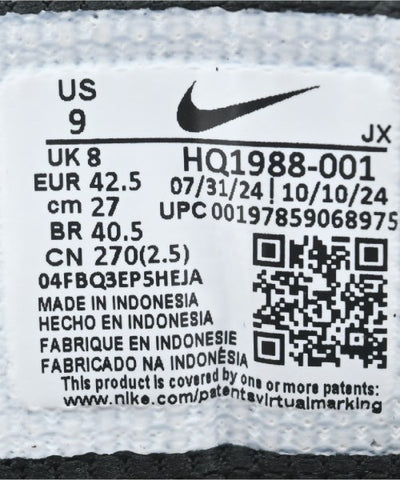 US
9
JX
UK 8
HQ1988-001
EUR 42.5
07/31/24 | 10/10/24
cm 27
UPC 00197859068975
BR 40.5
CN 270(2.5)
04FBQ3EP5HEJA
MADE IN INDONESIA
HECHO EN INDONESIA
FABRIQUE EN INDONESIE
FABRICADO NA INDONÉSIA
This product is covered by one or more patents:
www.nike.com/patentsvirtualmarking